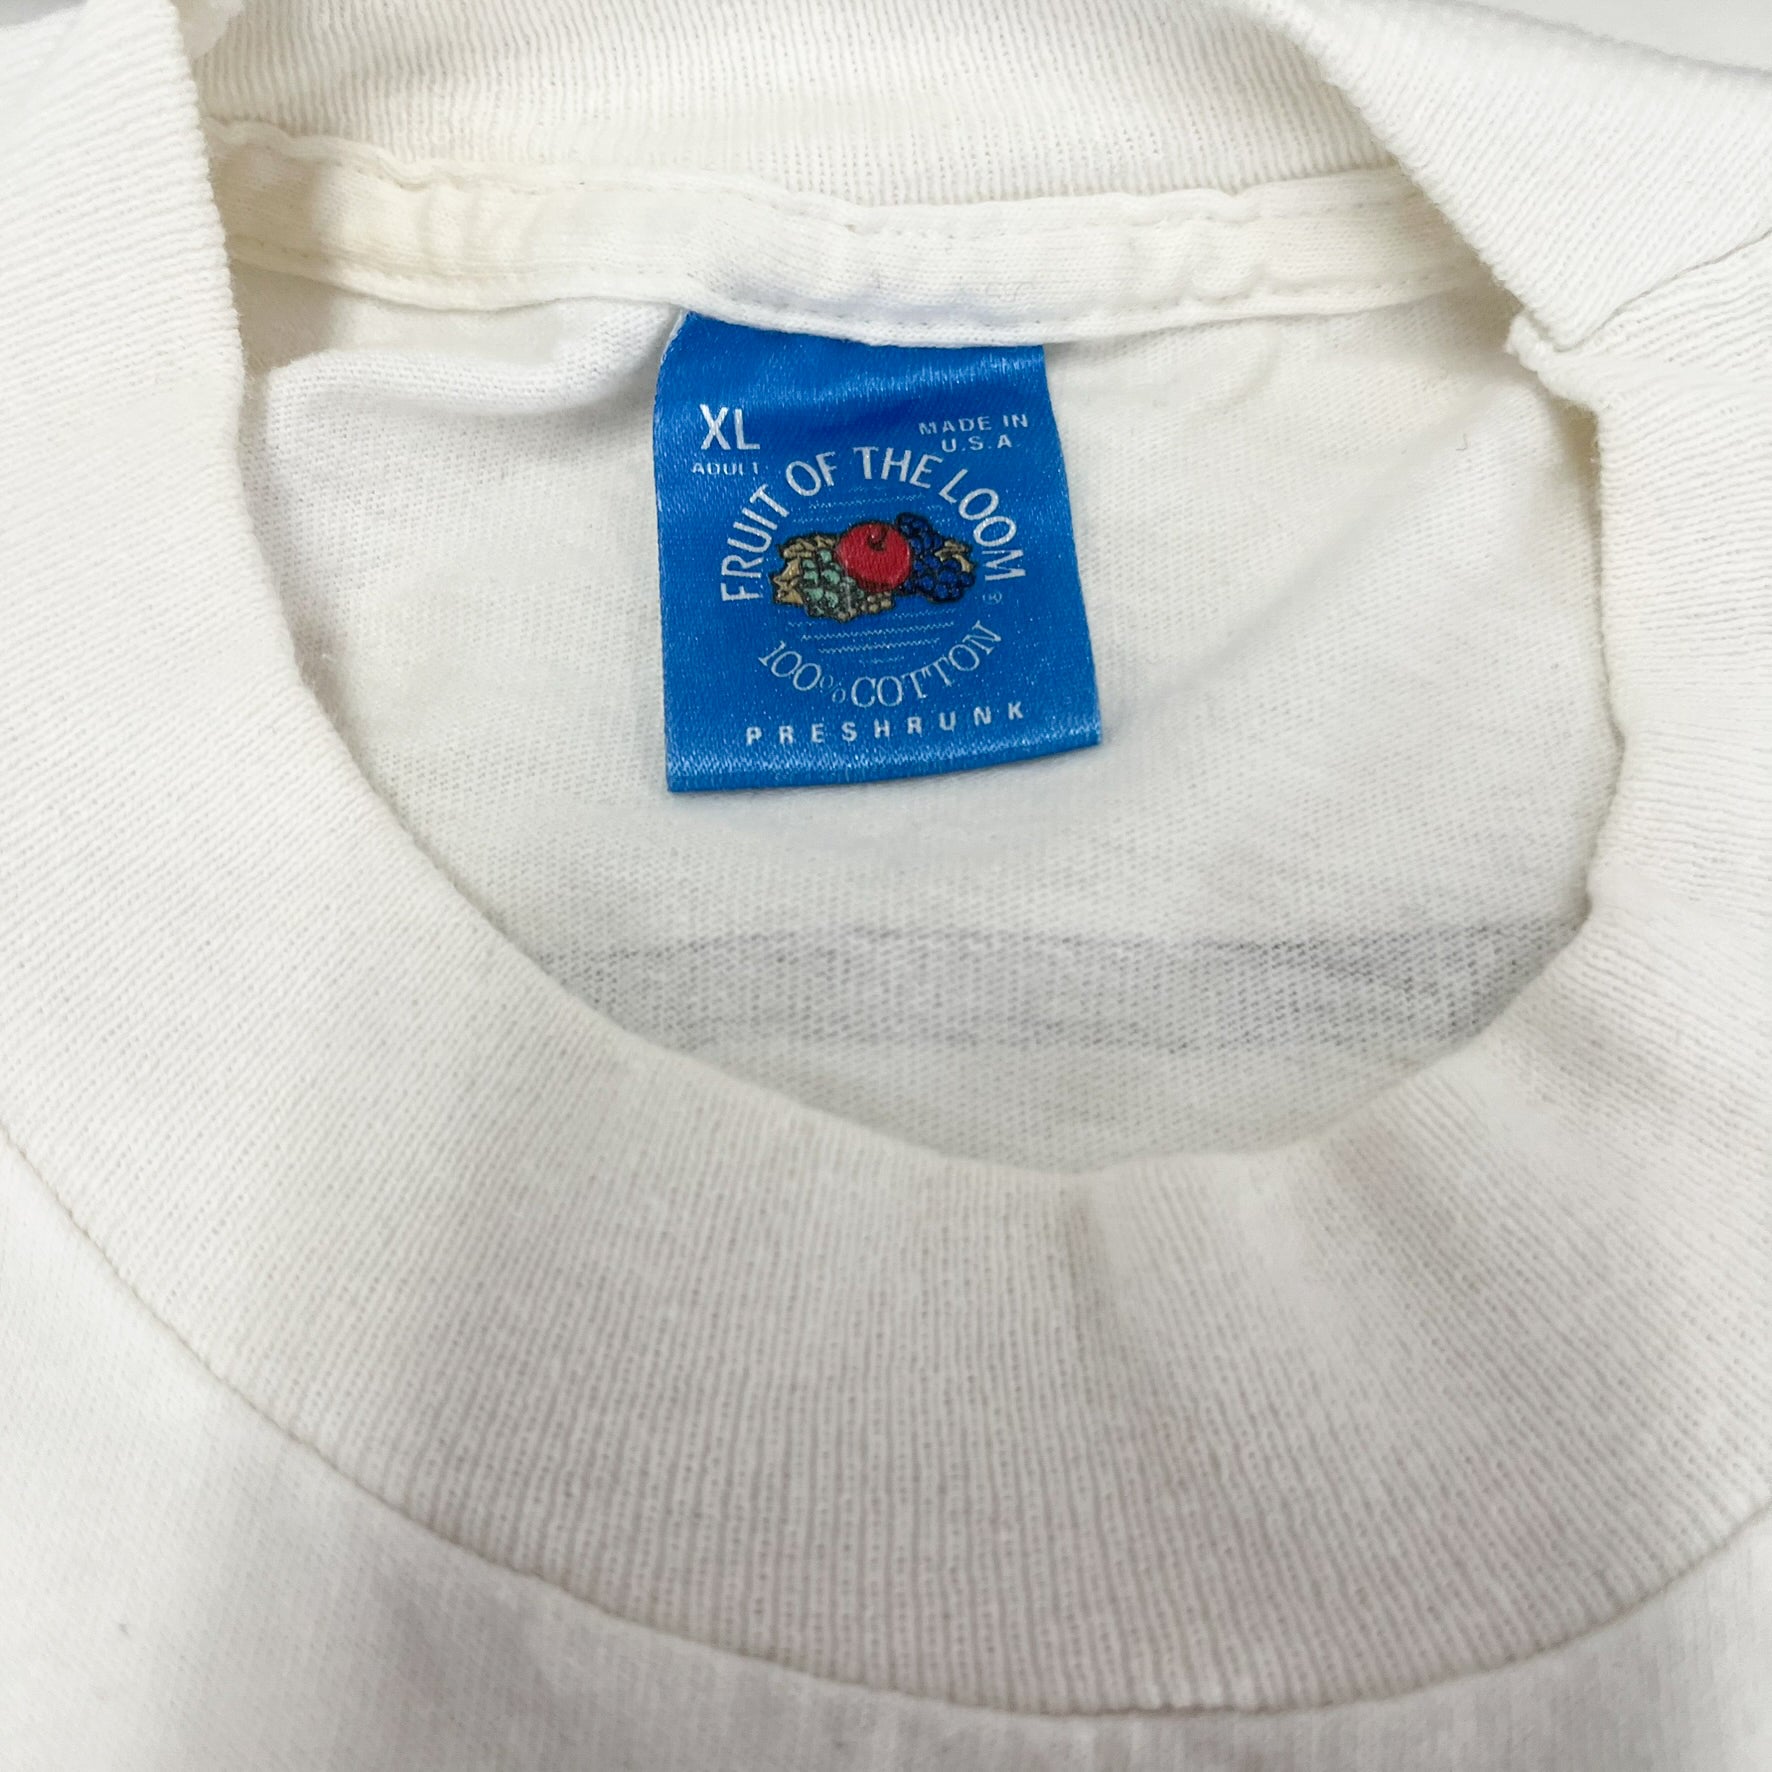 XL
ADULT
MADE IN
U.S.A.
FRUIT OF THE LOOM
®
100% COTTON
PRESHRUNK